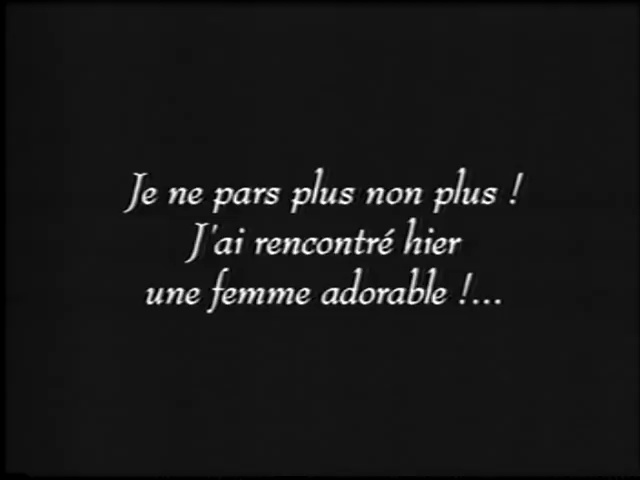 Je ne pars plus non plus !
J'ai rencontré hier
une femme adorable !...